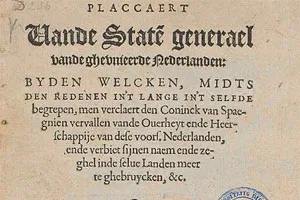 PLACCAERT
Vande Statē generael
vande ghevnieerde Nederlanden:
BYDEN WELCKEN, MIDTS
DEN REDENEN INT LANGE IN'T SELFDE
begrepen, men verclaert den Coninck van Spae-
gnien vervallen vande Ouerheyt ende Heer-
schappije van dese voors. Nederlanden,
ende verbiet sijnen naem ende ze-
ghel inde selue Landen meer
te ghebruycken, &c.